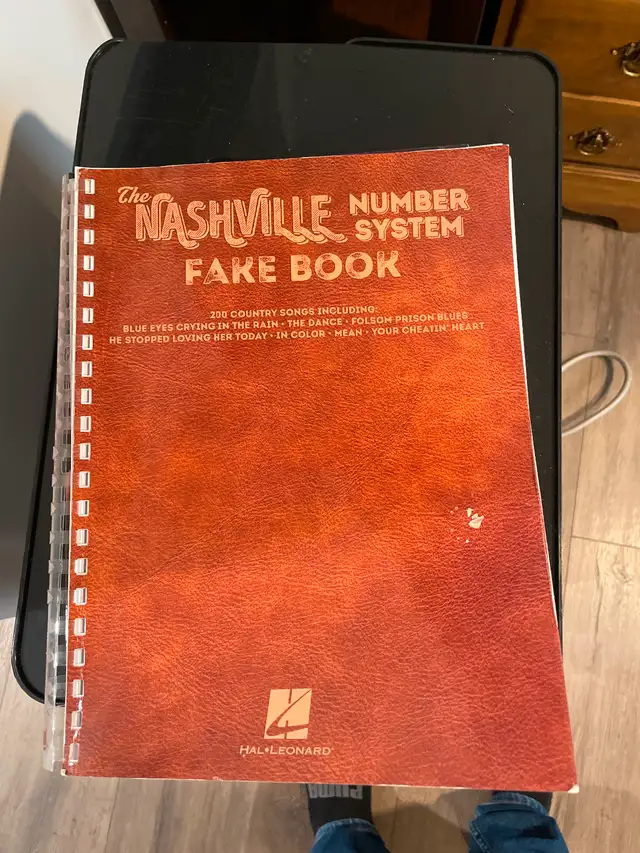 The
NASHVILLE NUMBER SYSTEM
FAKE BOOK
200 COUNTRY SONGS INCLUDING:
BLUE EYES CRYING IN THE RAIN • THE DANCE • FOLSOM PRISON BLUES
HE STOPPED LOVING HER TODAY • IN COLOR • MEAN • YOUR CHEATIN' HEART
HAL•LEONARD®
PUMA